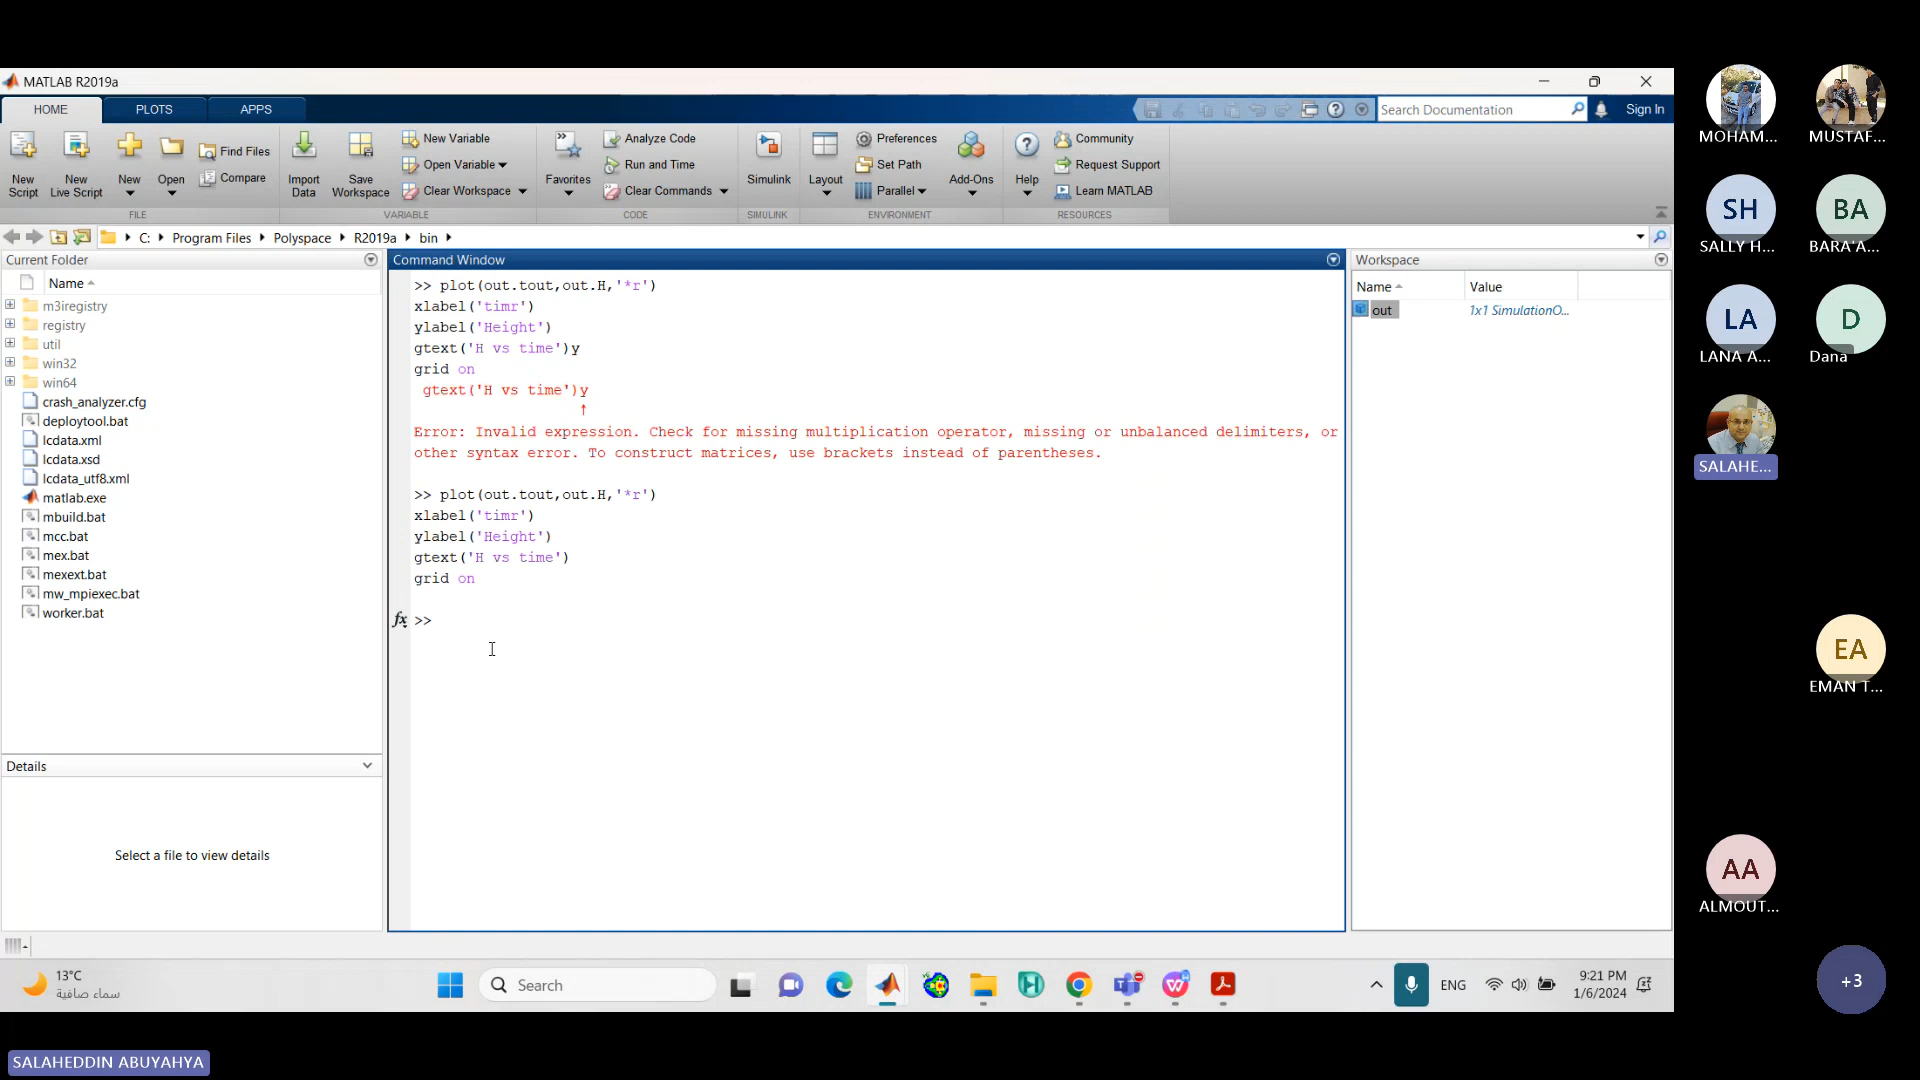 MATLAB R2019a
HOME
PLOTS
APPS
Search Documentation
Sign In
New Script
New Live Script
New
Open
Find Files
Compare
Import Data
Save Workspace
New Variable
Open Variable
Clear Workspace
Favorites
Analyze Code
Run and Time
Clear Commands
Simulink
Layout
Preferences
Set Path
Parallel
Add-Ons
Help
Community
Request Support
Learn MATLAB
FILE
VARIABLE
CODE
SIMULINK
ENVIRONMENT
RESOURCES
C: Program Files Polyspace R2019a bin
Current Folder
Name
m3iregistry
registry
util
win32
win64
crash_analyzer.cfg
deploytool.bat
lcdata.xml
lcdata.xsd
lcdata_utf8.xml
matlab.exe
mbuild.bat
mcc.bat
mex.bat
mexext.bat
mw_mpiexec.bat
worker.bat
Details
Select a file to view details
Command Window
>> plot(out.tout,out.H,'*r')
xlabel('timr')
ylabel('Height')
gtext('H vs time')y
grid on
gtext('H vs time')y
↑
Error: Invalid expression. Check for missing multiplication operator, missing or unbalanced delimiters, or
other syntax error. To construct matrices, use brackets instead of parentheses.
>> plot(out.tout,out.H,'*r')
xlabel('timr')
ylabel('Height')
gtext('H vs time')
grid on
fx >>
Workspace
Name Value
out 1x1 SimulationO...
MOHAM...
MUSTAF...
SH
SALLY H...
BA
BARA'A...
LA
LANA A...
D
Dana
SALAHE...
EA
EMAN T...
AA
ALMOUT...
+3
13°C
سماء صافية
Search
ENG
9:21 PM
1/6/2024
SALAHEDDIN ABUYAHYA